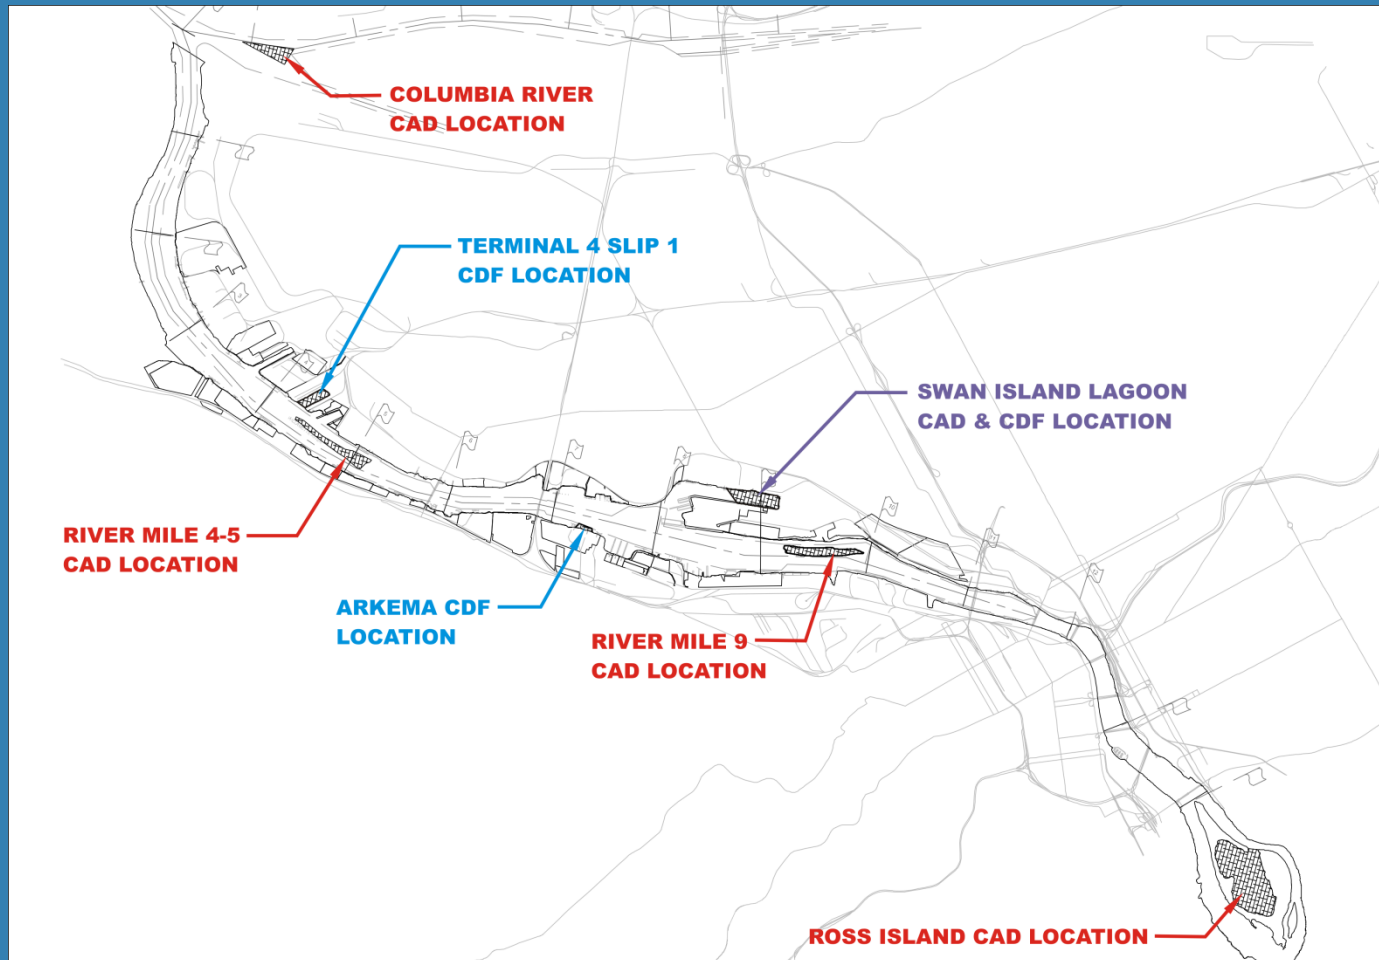 COLUMBIA RIVER
CAD LOCATION
TERMINAL 4 SLIP 1
CDF LOCATION
SWAN ISLAND LAGOON
CAD & CDF LOCATION
RIVER MILE 4-5
CAD LOCATION
ARKEMA CDF
LOCATION
RIVER MILE 9
CAD LOCATION
ROSS ISLAND CAD LOCATION